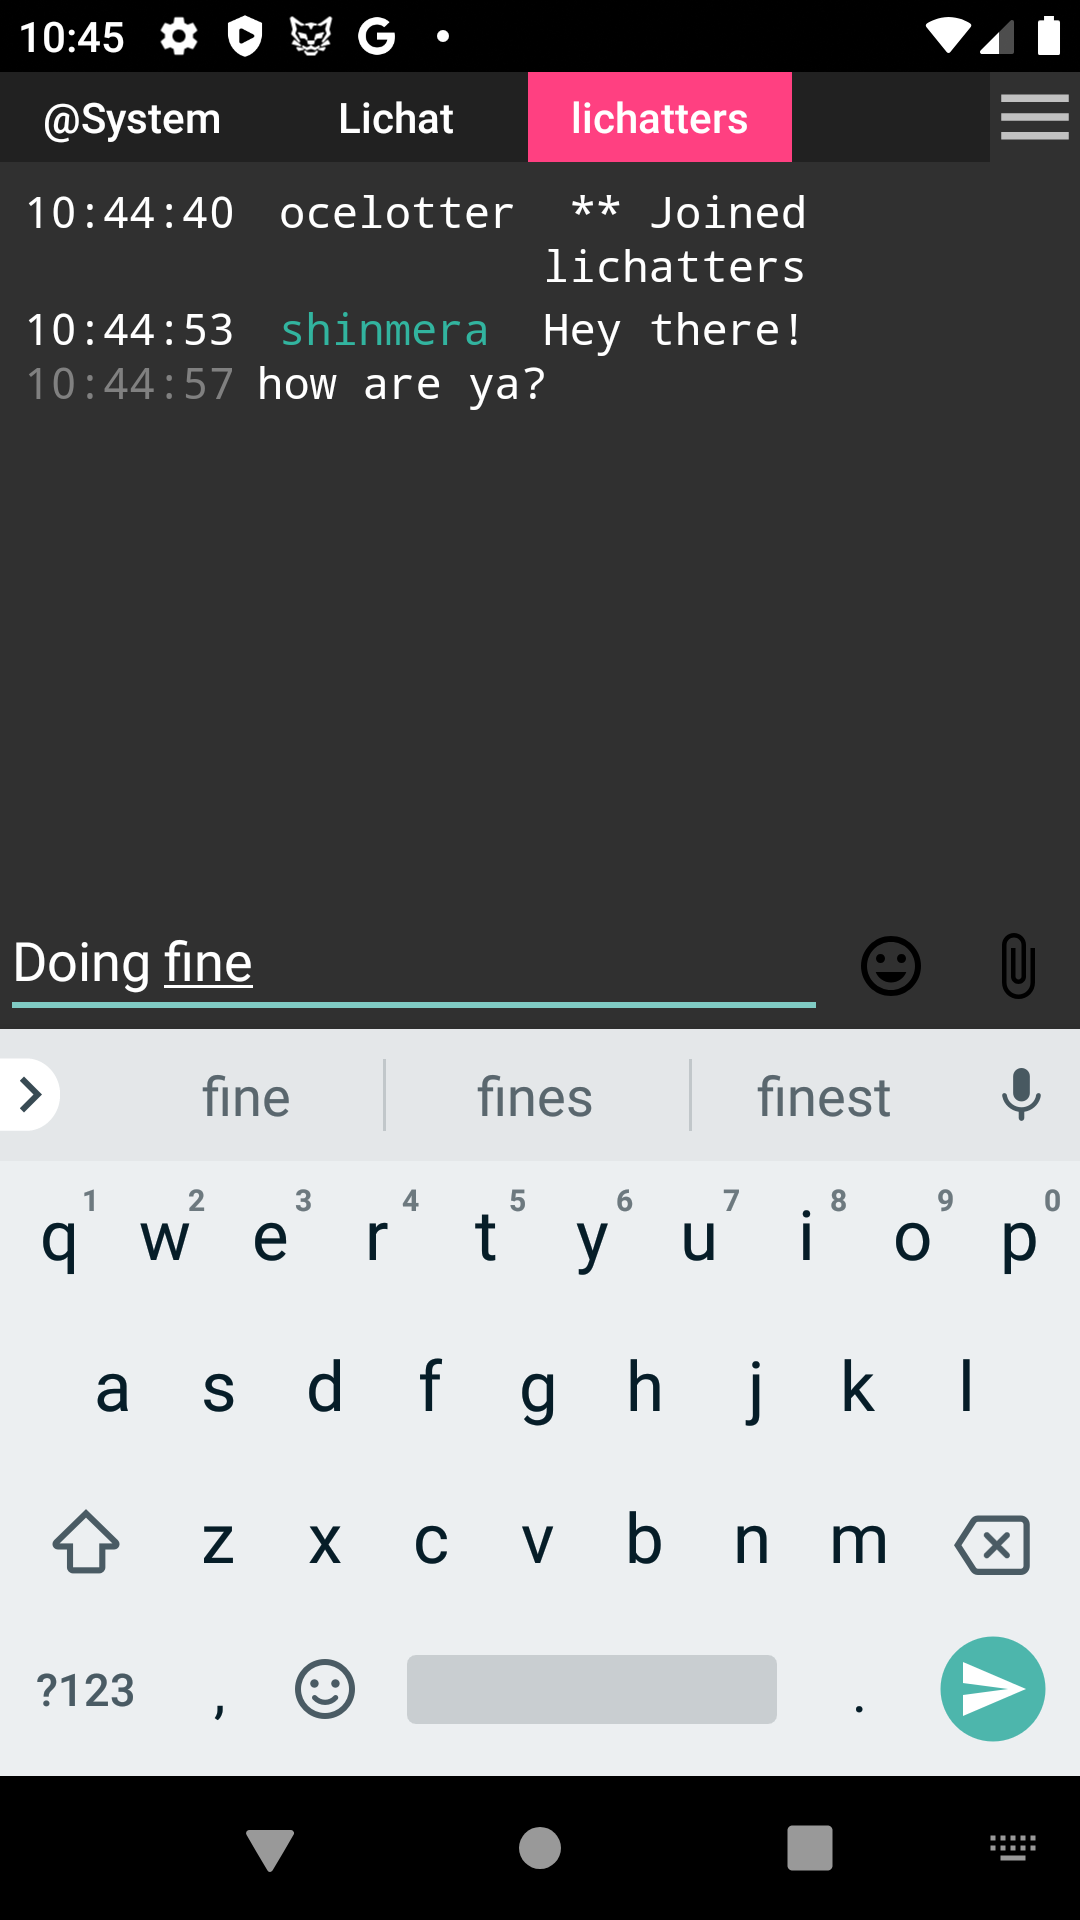 10:45
@System Lichat lichatters
10:44:40 ocelotter ** Joined
lichatters
10:44:53 shinmera Hey there!
10:44:57 how are ya?
Doing fine
fine fines finest
1 2 3 4 5 6 7 8 9 0
q w e r t y u i o p
a s d f g h j k l
z x c v b n m
?123 , .